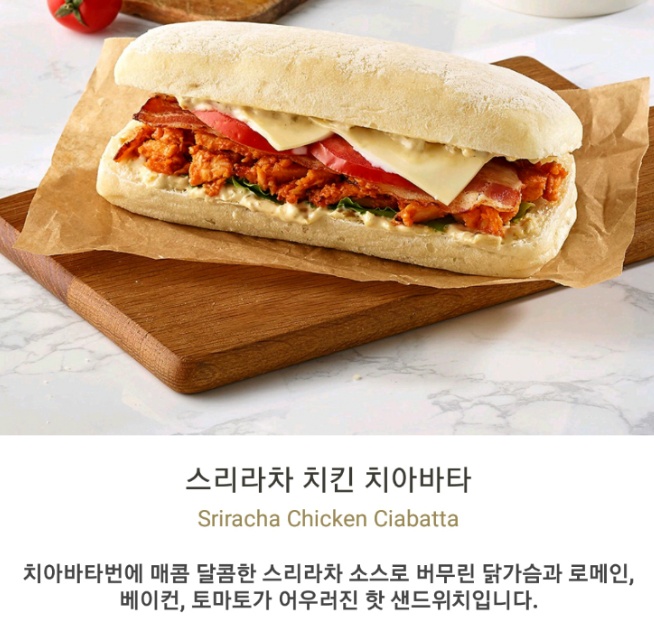 스리라차 치킨 치아바타
Sriracha Chicken Ciabatta
치아바타번에 매콤 달콤한 스리라차 소스로 버무린 닭가슴과 로메인,
베이컨, 토마토가 어우러진 핫 샌드위치입니다.